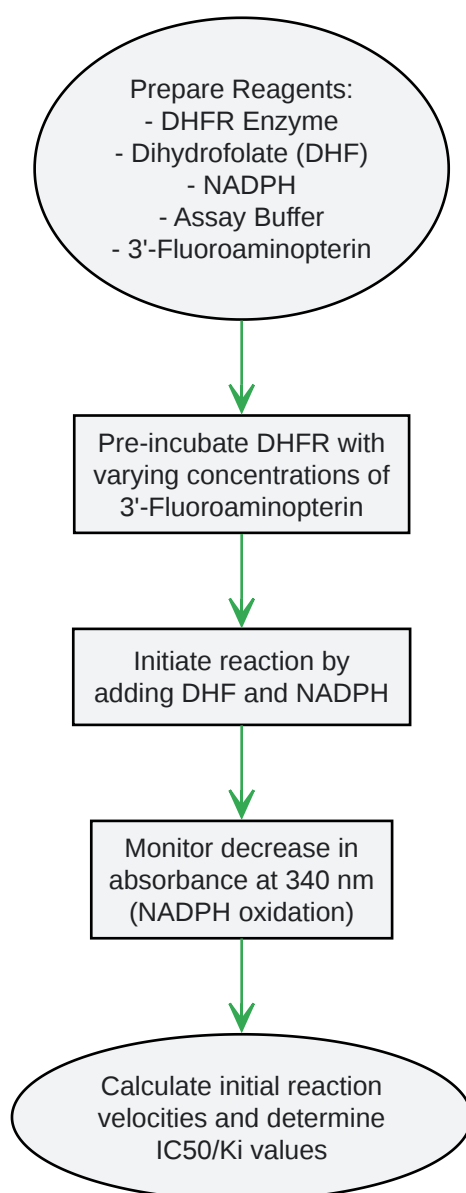 Prepare Reagents:
- DHFR Enzyme
- Dihydrofolate (DHF)
- NADPH
- Assay Buffer
- 3'-Fluoroaminopterin
Pre-incubate DHFR with
varying concentrations of
3'-Fluoroaminopterin
Initiate reaction by
adding DHF and NADPH
Monitor decrease in
absorbance at 340 nm
(NADPH oxidation)
Calculate initial reaction
velocities and determine
IC50/Ki values